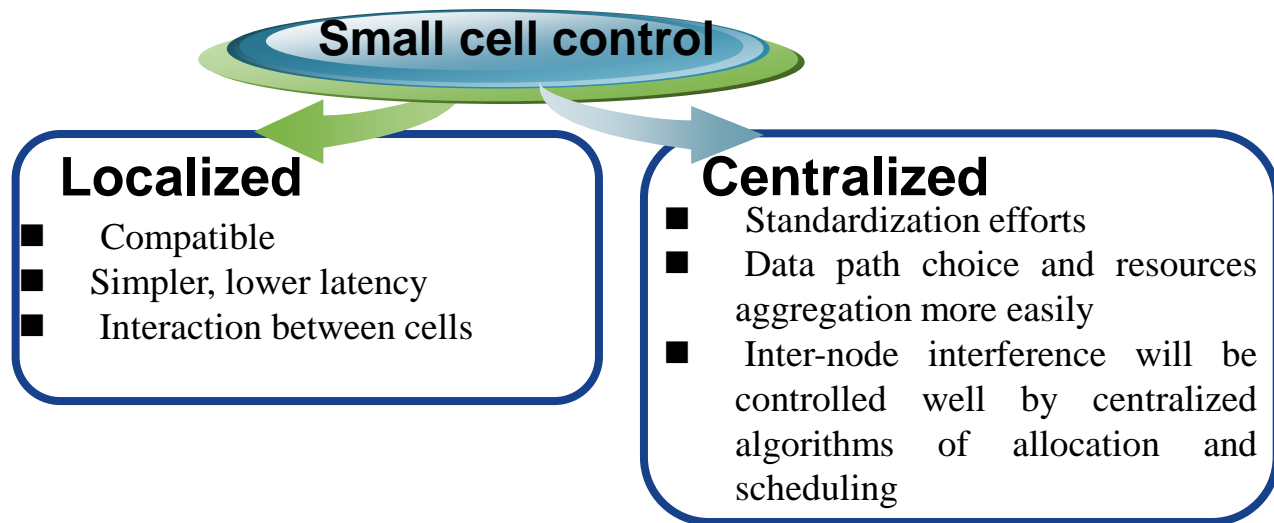 Small cell control
Localized
■ Compatible
■ Simpler, lower latency
■ Interaction between cells
Centralized
■ Standardization efforts
■ Data path choice and resources
aggregation more easily
■ Inter-node interference will be
controlled well by centralized
algorithms of allocation and
scheduling